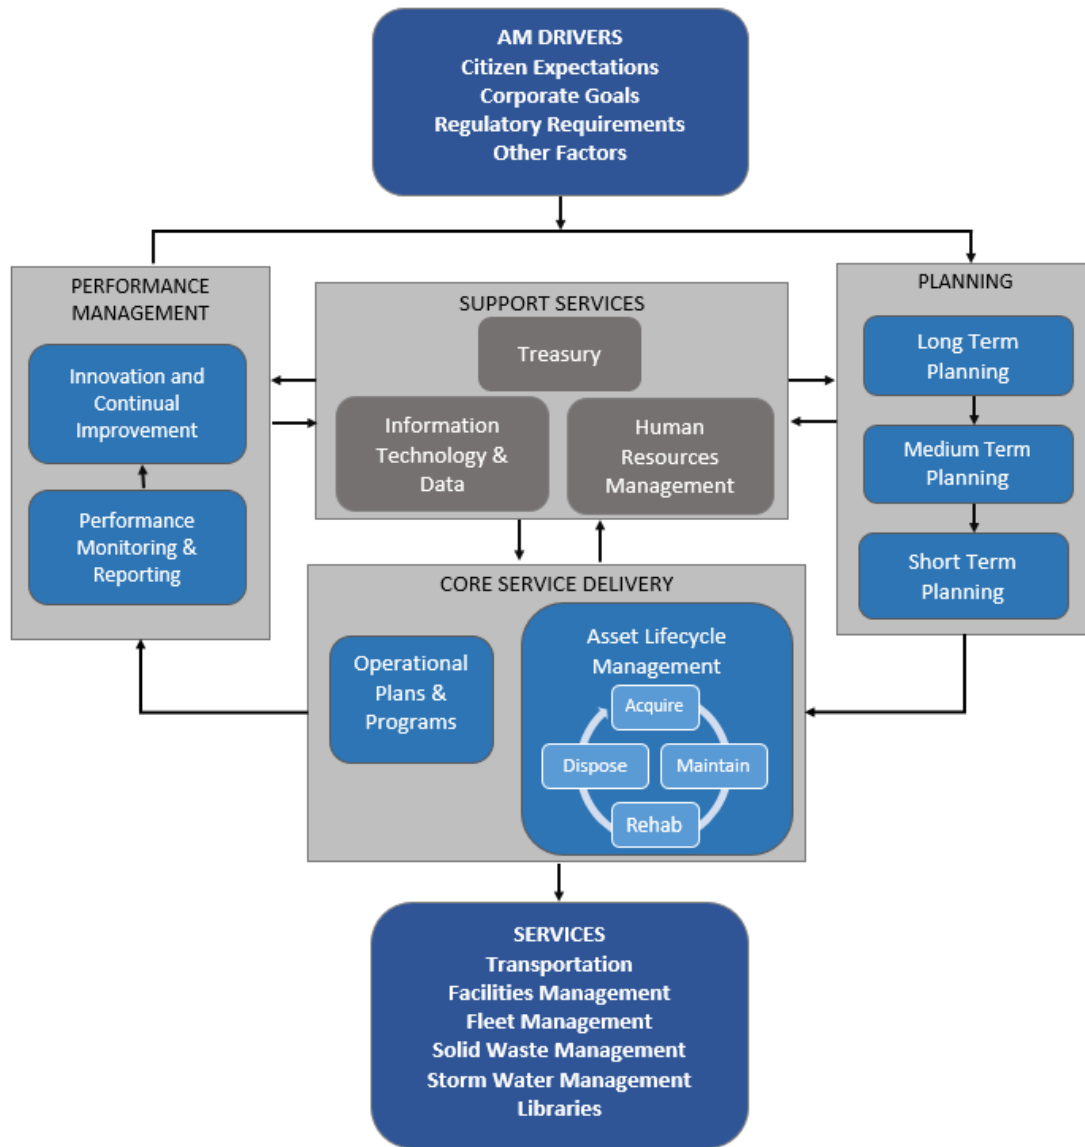 AM DRIVERS
Citizen Expectations
Corporate Goals
Regulatory Requirements
Other Factors
PERFORMANCE
MANAGEMENT
Innovation and
Continual
Improvement
Performance
Monitoring &
Reporting
SUPPORT SERVICES
Treasury
Information
Technology &
Data
Human
Resources
Management
PLANNING
Long Term
Planning
Medium Term
Planning
Short Term
Planning
CORE SERVICE DELIVERY
Operational
Plans &
Programs
Asset Lifecycle
Management
Acquire
Dispose
Maintain
Rehab
SERVICES
Transportation
Facilities Management
Fleet Management
Solid Waste Management
Storm Water Management
Libraries